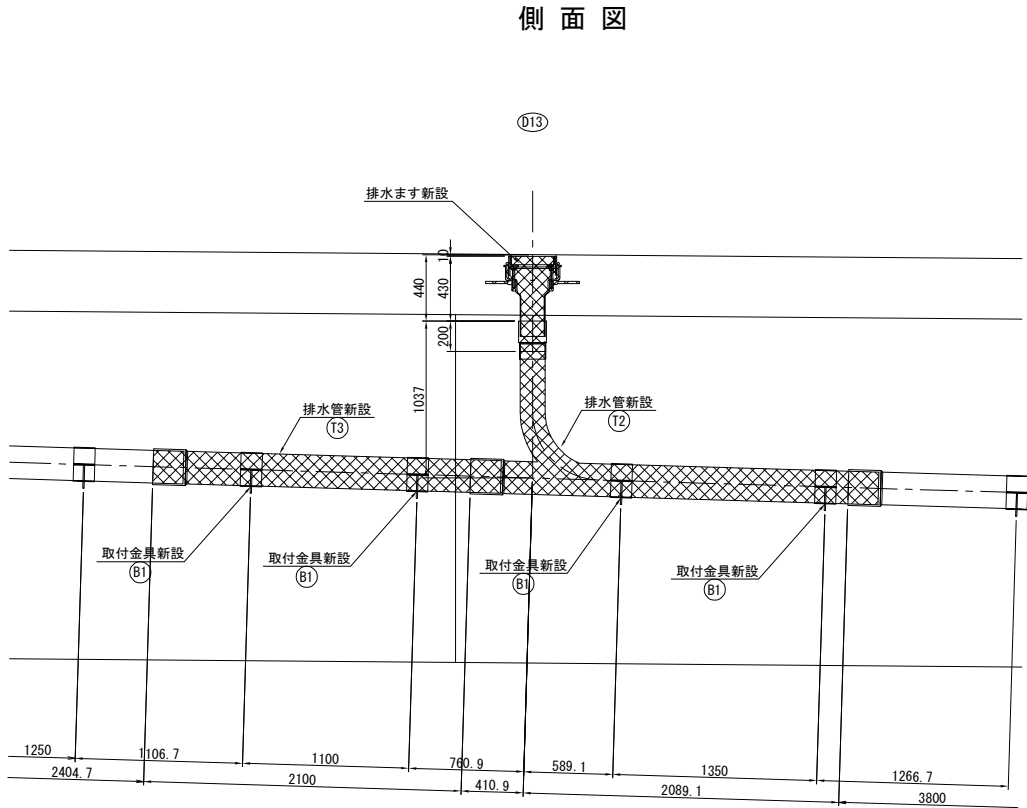 側面図
D13
排水ます新設
10
440
430
200
1037
排水管新設
T3
排水管新設
T2
取付金具新設
B1
取付金具新設
B1
取付金具新設
B1
取付金具新設
B1
1250
1106.7
1100
760.9
589.1
1350
1266.7
2404.7
2100
410.9
2089.1
3800